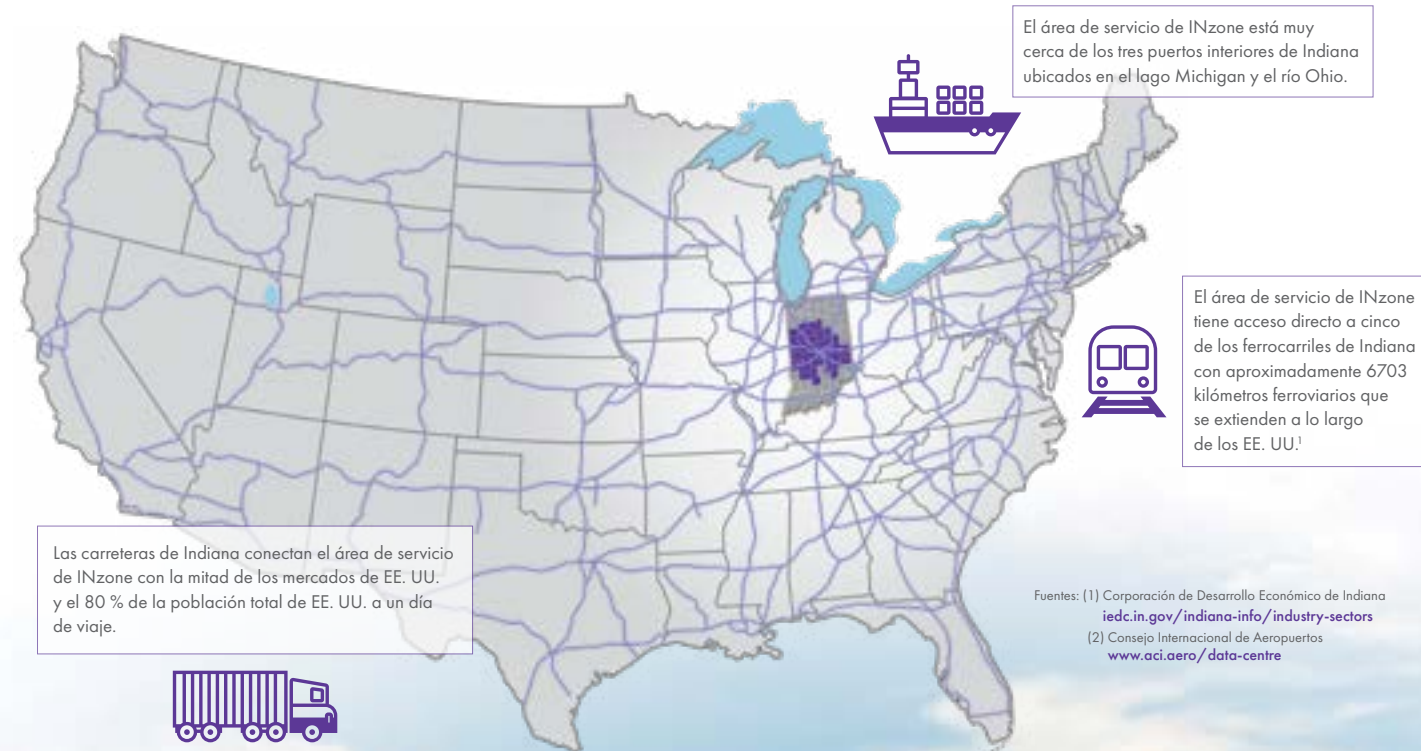 El área de servicio de INzone está muy
cerca de los tres puertos interiores de Indiana
ubicados en el lago Michigan y el río Ohio.
El área de servicio de INzone
tiene acceso directo a cinco
de los ferrocarriles de Indiana
con aproximadamente 6703
kilómetros ferroviarios que
se extienden a lo largo
de los EE. UU.¹
Las carreteras de Indiana conectan el área de servicio
de INzone con la mitad de los mercados de EE. UU.
y el 80 % de la población total de EE. UU. a un día
de viaje.
Fuentes: (1) Corporación de Desarrollo Económico de Indiana
iedc.in.gov/indiana-info/industry-sectors
(2) Consejo Internacional de Aeropuertos
www.aci.aero/data-centre